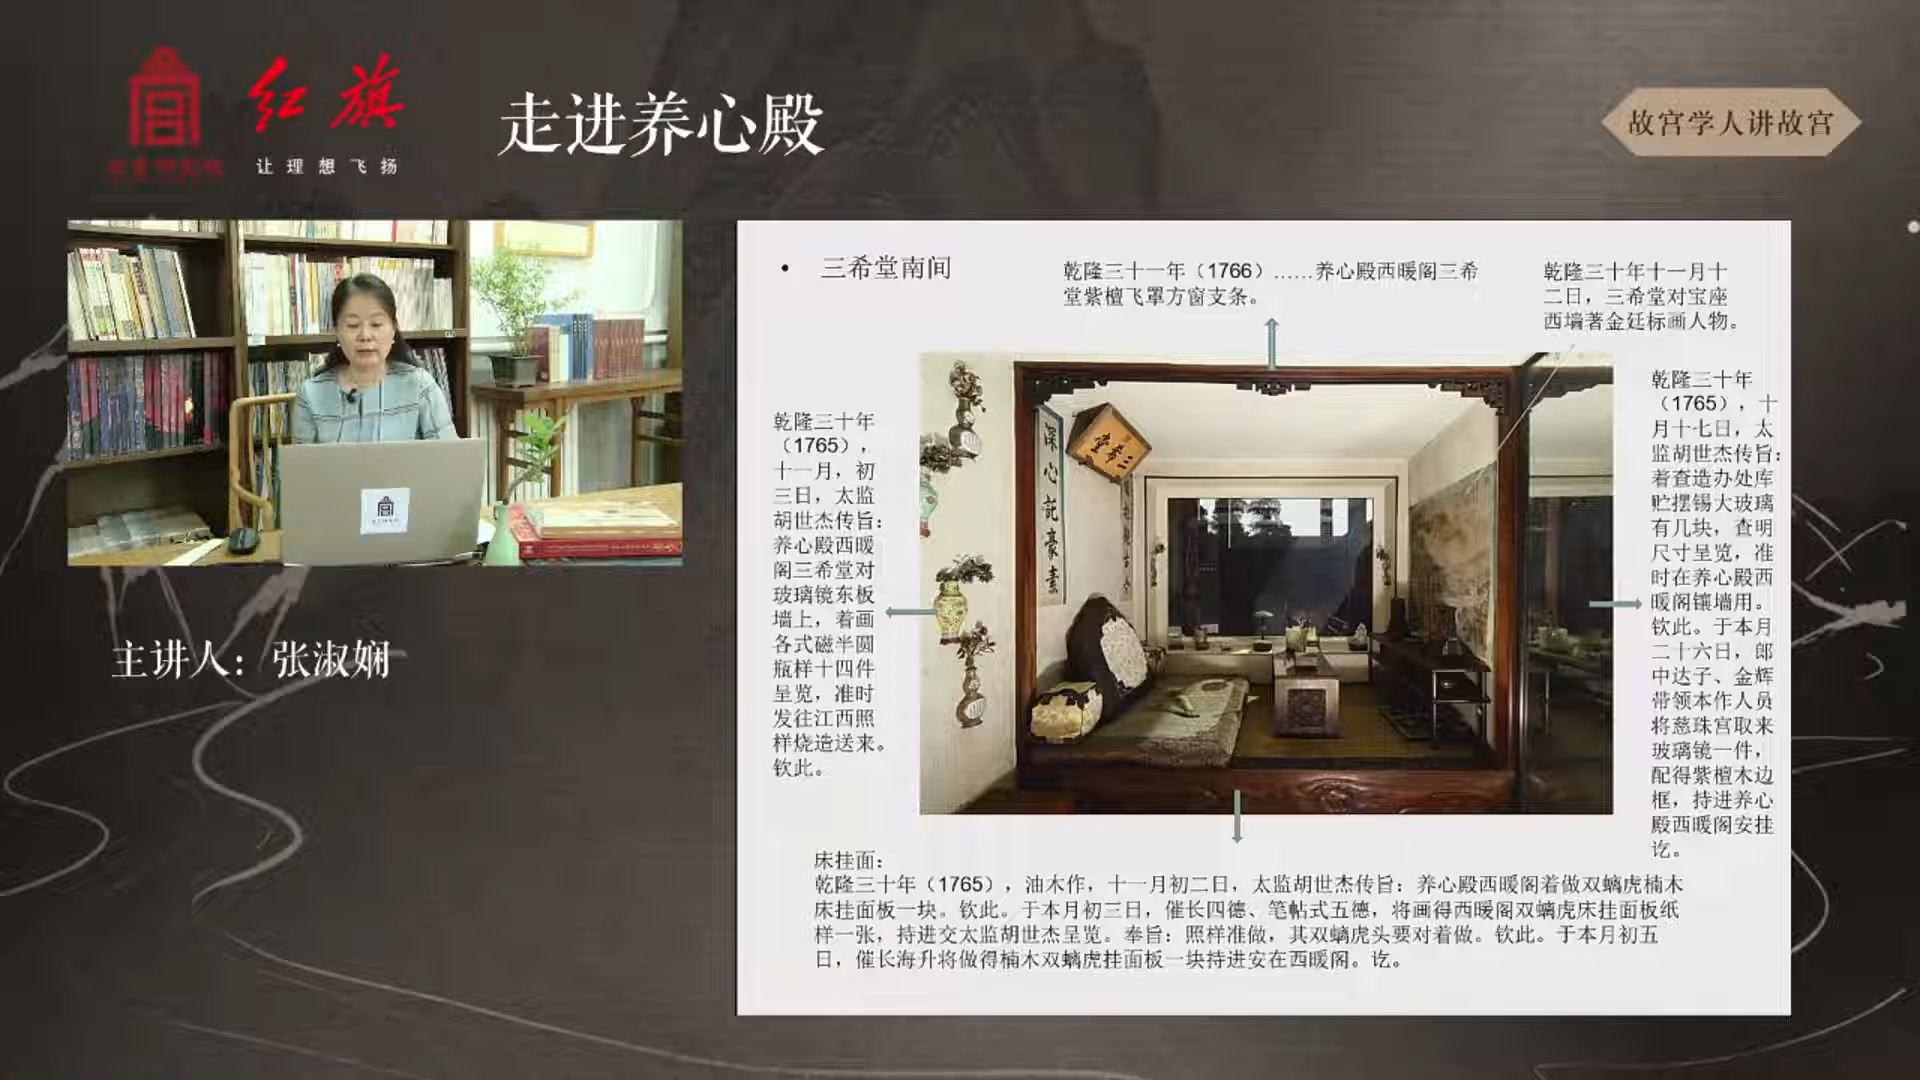 红旗
让理想飞扬
走进养心殿
故宫学人讲故宫
主讲人：张淑娴
• 三希堂南间
乾隆三十一年（1766）……养心殿西暖阁三希
堂紫檀飞罩方窗支条。
乾隆三十年十一月十
二日，三希堂对宝座
西墙著金廷标画人物。
乾隆三十年
（1765），
十一月，初
三日，太监
胡世杰传旨：
养心殿西暖
阁三希堂对
玻璃镜东板
墙上，着画
各式磁半圆
瓶样十四件
呈览，准时
发往江西照
样烧造送来。
钦此。
深心託豪素
三希堂
乾隆三十年
（1765），十
月十七日，太
监胡世杰传旨：
着查造办处库
贮摆锡大玻璃
有几块，查明
尺寸呈览，准
时在养心殿西
暖阁镶墙用。
钦此。于本月
二十六日，郎
中达子、金辉
带领本作人员
将慈珠宫取来
玻璃镜一件，
配得紫檀木边
框，持进养心
殿西暖阁安挂
讫。
床挂面：
乾隆三十年（1765），油木作，十一月初二日，太监胡世杰传旨：养心殿西暖阁着做双螭虎楠木
床挂面板一块。钦此。于本月初三日，催长四德、笔帖式五德，将画得西暖阁双螭虎床挂面板纸
样一张，持进交太监胡世杰呈览。奉旨：照样准做，其双螭虎头要对着做。钦此。于本月初五
日，催长海升将做得楠木双螭虎挂面板一块持进安在西暖阁。讫。